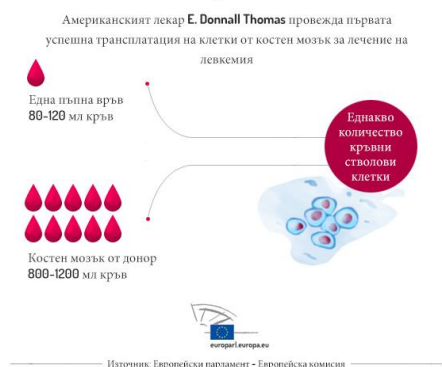 Американският лекар E. Donnall Thomas провежда първата
успешна трансплатация на клетки от костен мозък за лечение на
левкемия
Една пъпна връв
80-120 мл кръв
Еднакво
количество
кръвни
стволови
клетки
Костен мозък от донор
800-1200 мл кръв
europarl.europa.eu
Източник: Европейски парламент - Европейска комисия